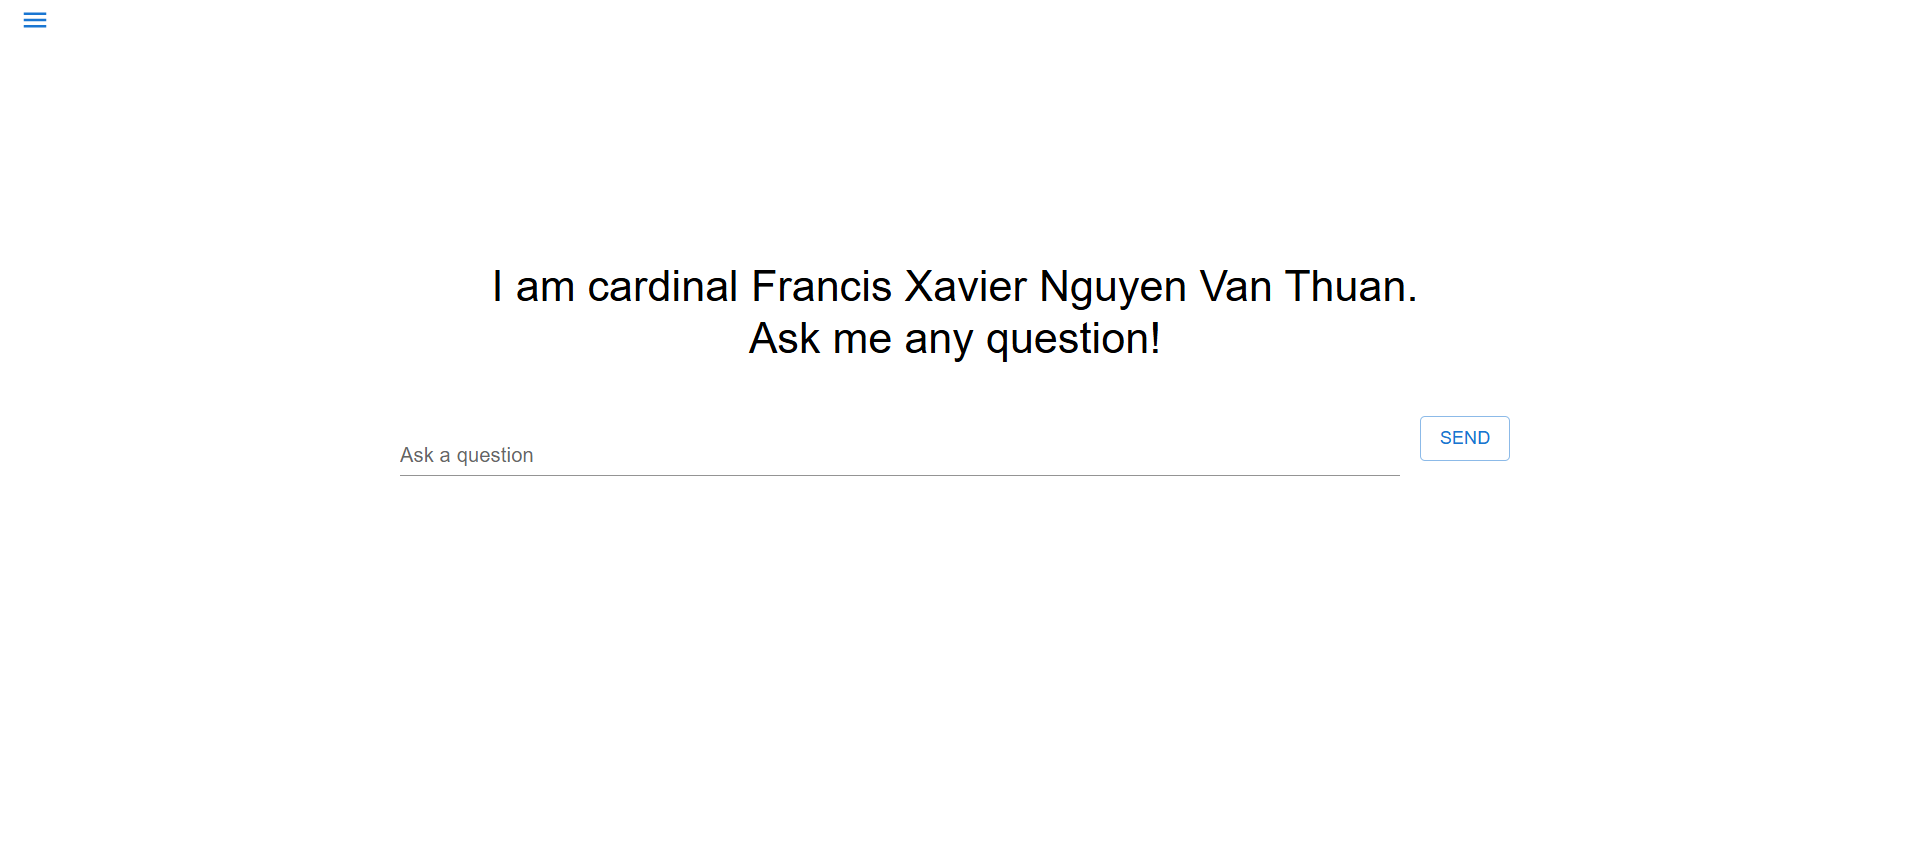 I am cardinal Francis Xavier Nguyen Van Thuan.
Ask me any question!
Ask a question
SEND